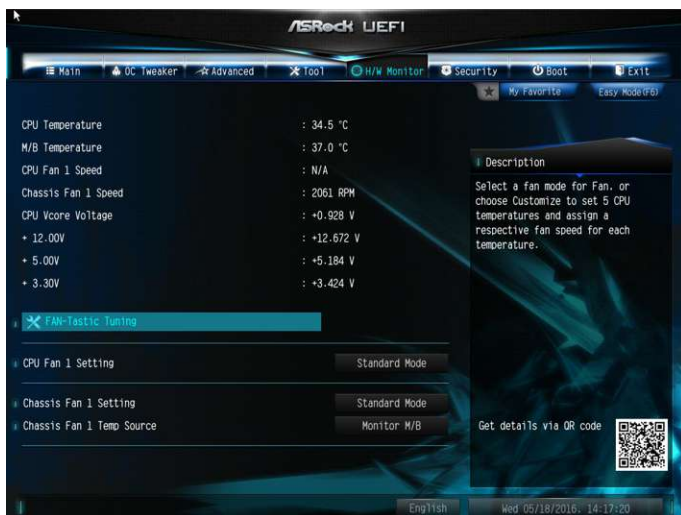 ASRock UEFI
Main OC Tweaker Advanced Tool H/W Monitor Security Boot Exit
My Favorite Easy Mode(F6)
CPU Temperature : 34.5 °C
M/B Temperature : 37.0 °C
CPU Fan 1 Speed : N/A
Chassis Fan 1 Speed : 2061 RPM
CPU Vcore Voltage : +0.928 V
+ 12.00V : +12.672 V
+ 5.00V : +5.184 V
+ 3.30V : +3.424 V
FAN-Tastic Tuning
CPU Fan 1 Setting Standard Mode
Chassis Fan 1 Setting Standard Mode
Chassis Fan 1 Temp Source Monitor M/B
Description
Select a fan mode for Fan. or
choose Customize to set 5 CPU
temperatures and assign a
respective fan speed for each
temperature.
Get details via QR code
English Wed 05/18/2016. 14:17:20